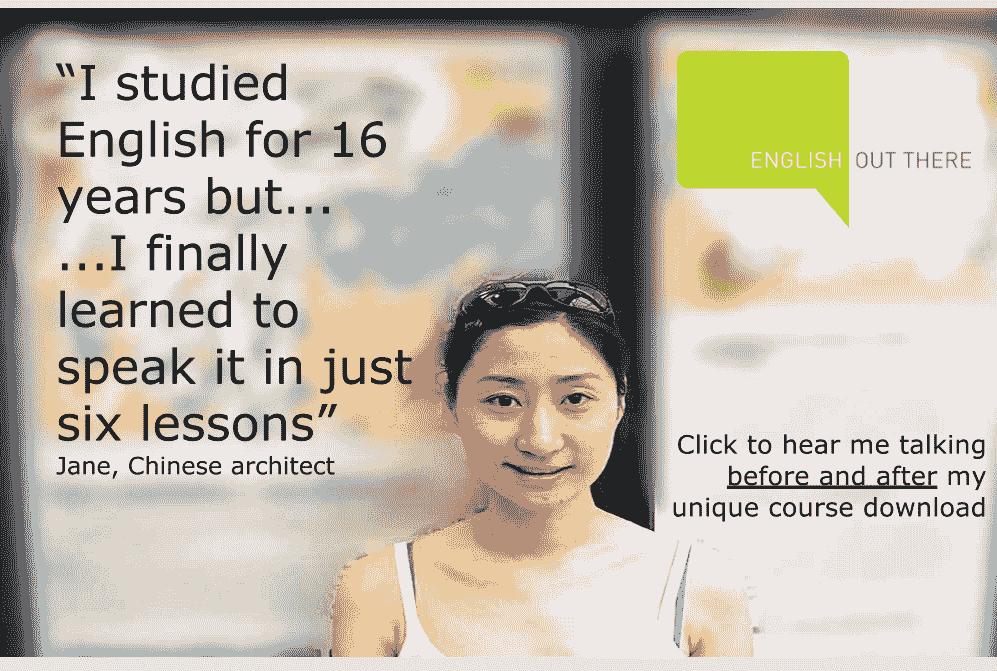 “I studied
English for 16
years but...
...I finally
learned to
speak it in just
six lessons”
Jane, Chinese architect
ENGLISH OUT THERE
Click to hear me talking
before and after my
unique course download